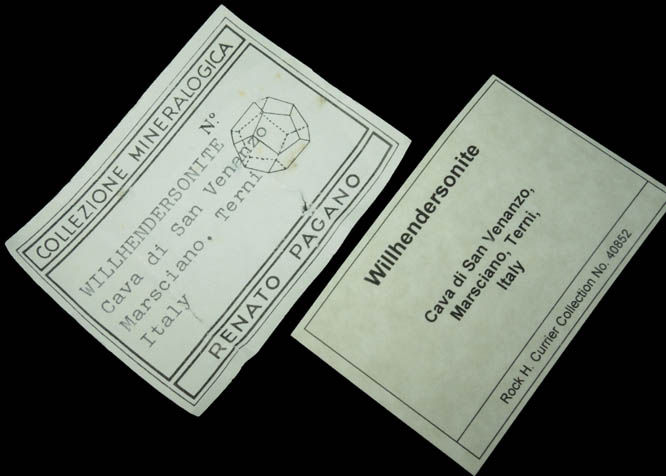 COLLEZIONE MINERALOGICA
N.°
WILLHENDERSONITE
Cava di San Venanzo
Marsciano. Terni
Italy
RENATO PAGANO
Willhendersonite
Cava di San Venanzo,
Marsciano, Terni,
Italy
Rock H. Currier Collection No. 40852